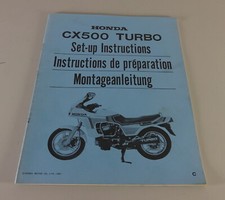 HONDA
CX500 TURBO
Set-up Instructions
Instructions de préparation
Montageanleitung